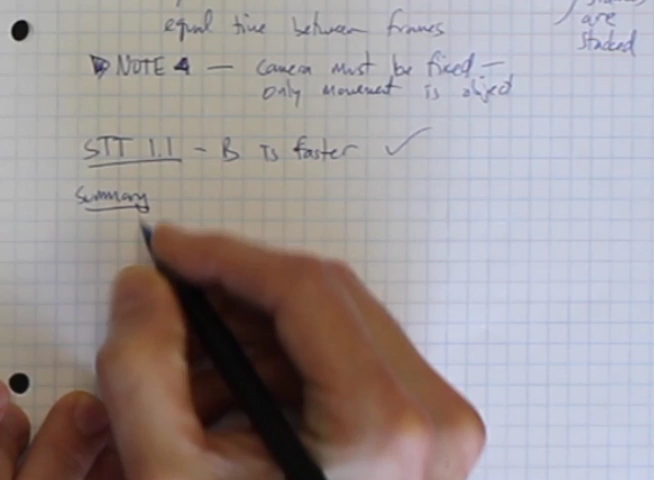 equal time between frames
are
stacked
NOTE 4 – camera must be fixed –
only movement is object
STT 1.1 – B is faster ✓
Summary